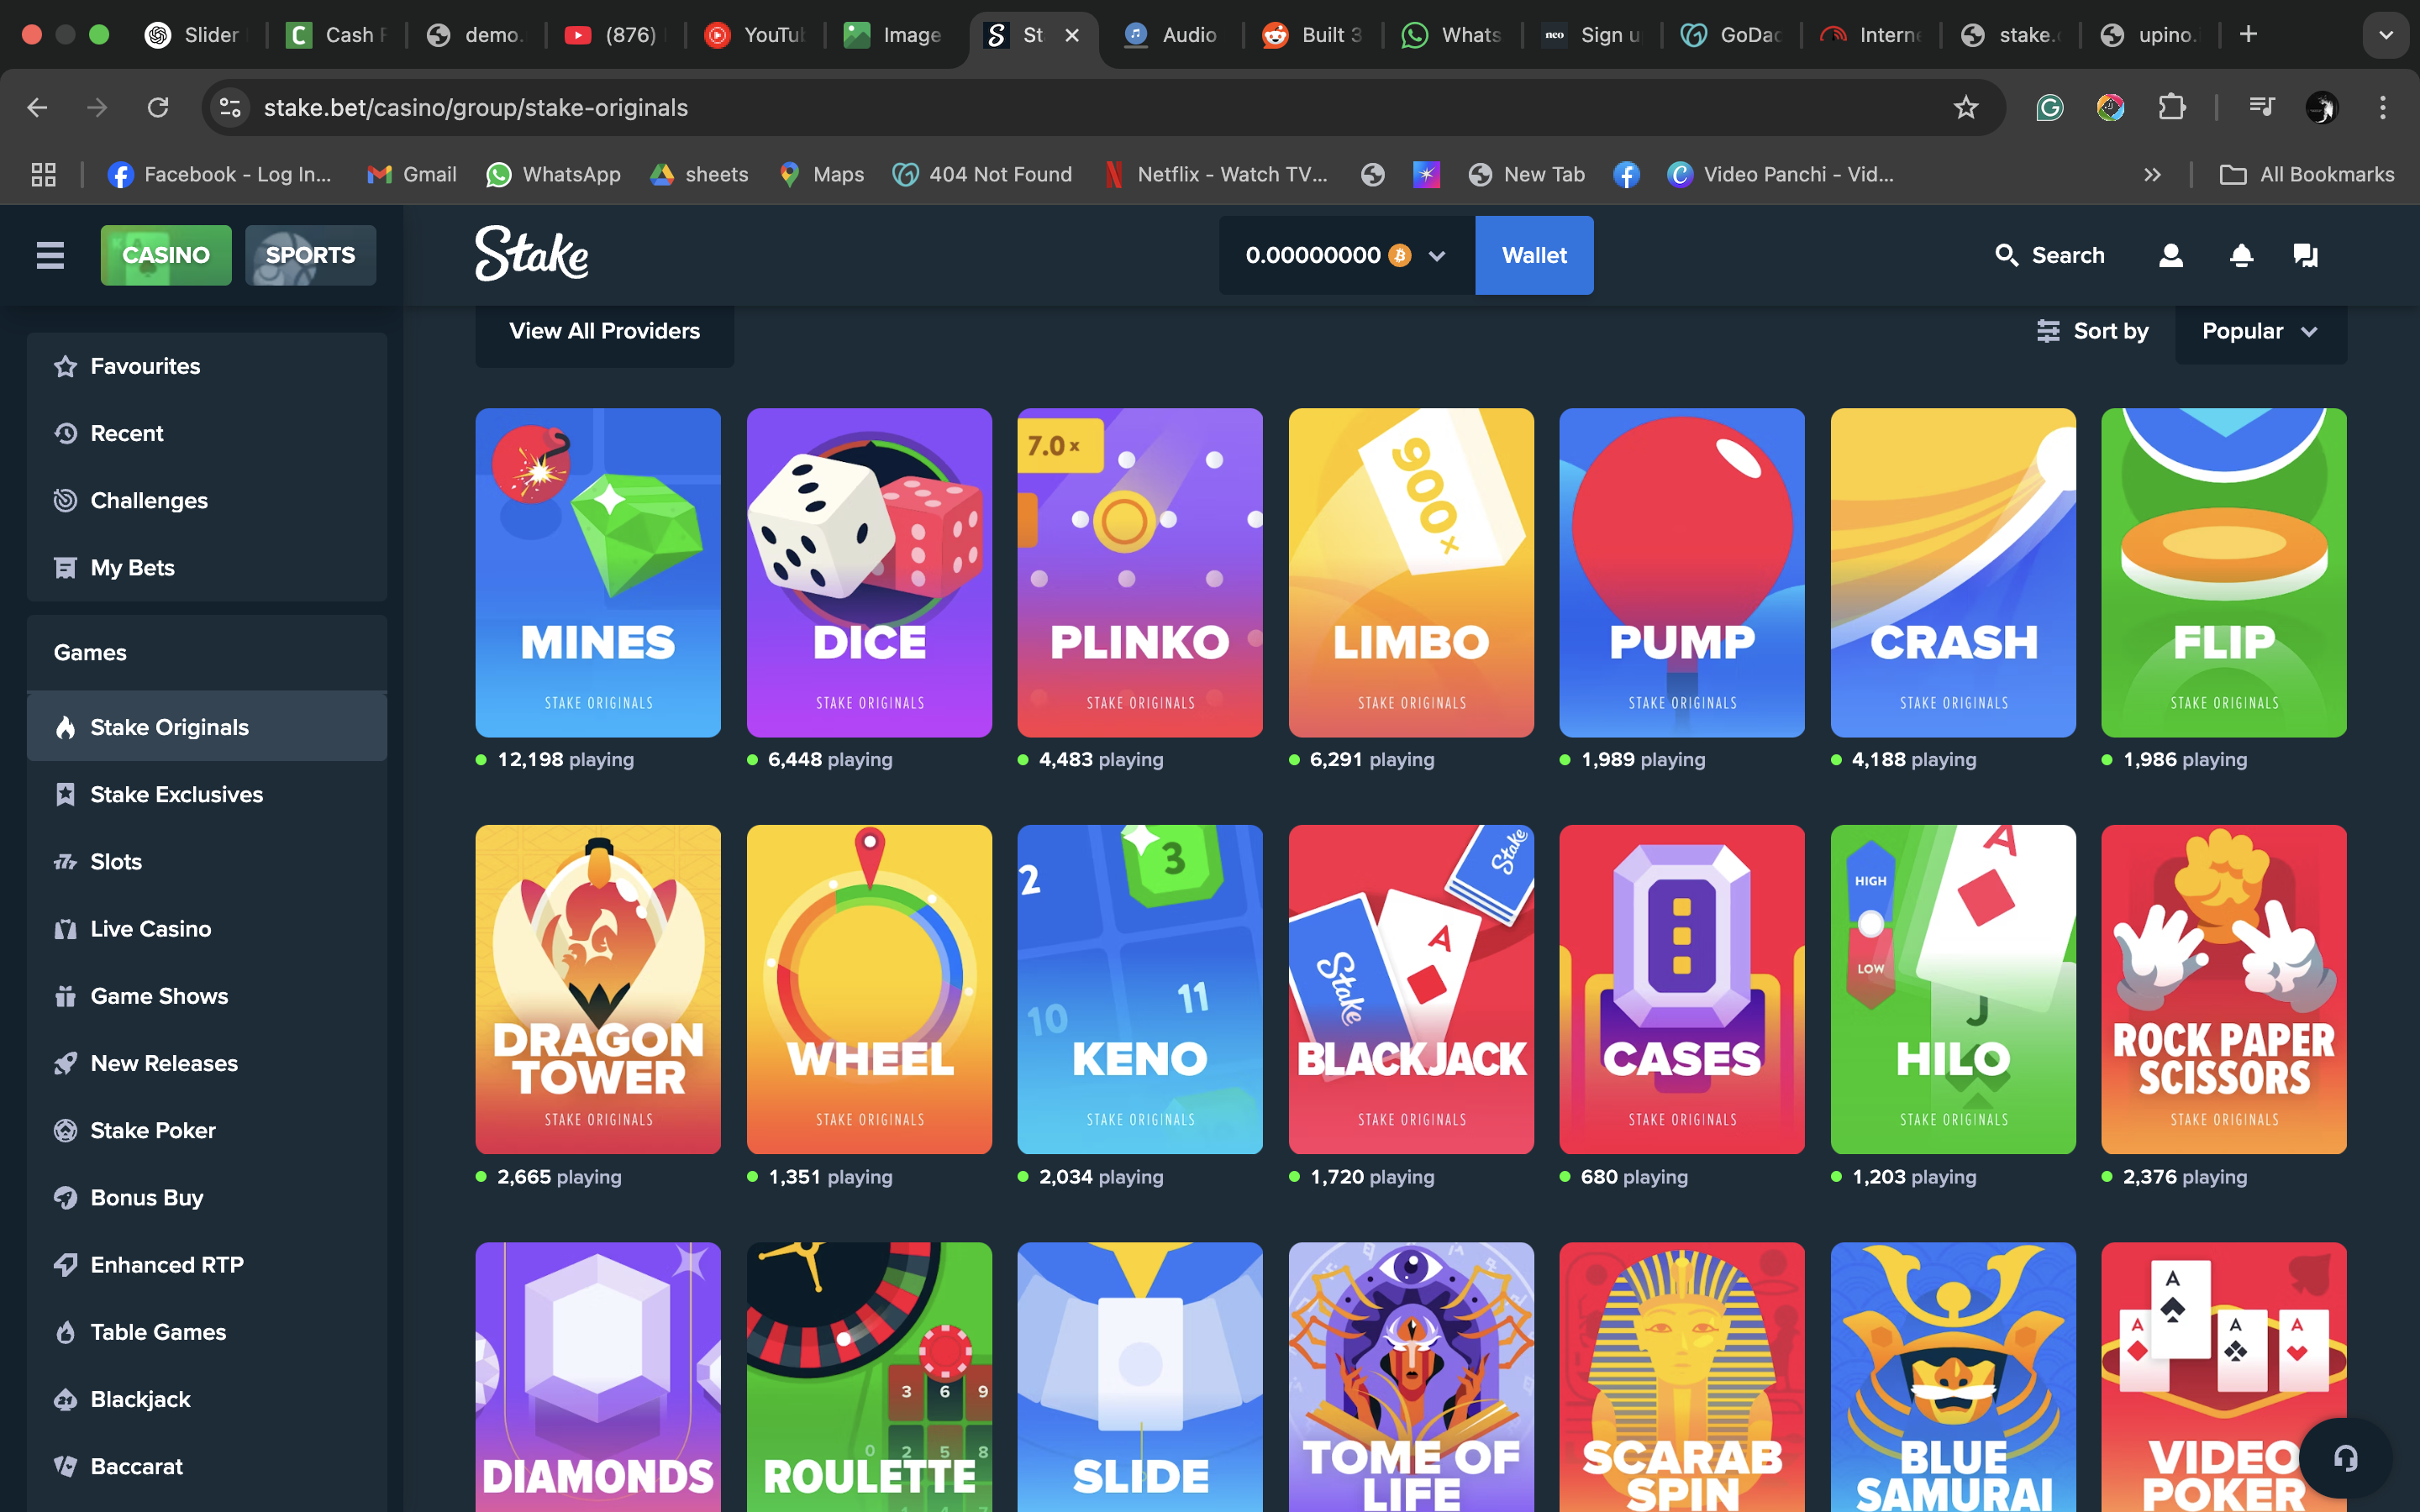 Slider
Cash F
demo.
(876)
YouTu
Image
St
Audio
Built 3
Whats
neo Sign u
GoDad
Intern
stake.
upino.
stake.bet/casino/group/stake-originals
Facebook - Log In...
Gmail
WhatsApp
sheets
Maps
404 Not Found
Netflix - Watch TV...
New Tab
Video Panchi - Vid...
All Bookmarks
CASINO
SPORTS
Stake
0.00000000
Wallet
Search
Favourites
Recent
Challenges
My Bets
Games
Stake Originals
Stake Exclusives
Slots
Live Casino
Game Shows
New Releases
Stake Poker
Bonus Buy
Enhanced RTP
Table Games
Blackjack
Baccarat
View All Providers
Sort by
Popular
MINES
STAKE ORIGINALS
12,198 playing
DICE
STAKE ORIGINALS
6,448 playing
7.0x
PLINKO
STAKE ORIGINALS
4,483 playing
900x
LIMBO
STAKE ORIGINALS
6,291 playing
PUMP
STAKE ORIGINALS
1,989 playing
CRASH
STAKE ORIGINALS
4,188 playing
FLIP
STAKE ORIGINALS
1,986 playing
DRAGON
TOWER
STAKE ORIGINALS
2,665 playing
WHEEL
STAKE ORIGINALS
1,351 playing
2
3
10
11
KENO
STAKE ORIGINALS
2,034 playing
Stake
A
Stake
BLACKJACK
STAKE ORIGINALS
1,720 playing
CASES
STAKE ORIGINALS
680 playing
HIGH
LOW
A
J
HILO
STAKE ORIGINALS
1,203 playing
ROCK PAPER
SCISSORS
STAKE ORIGINALS
2,376 playing
DIAMONDS
3 6 9
0 2 5 8
ROULETTE
SLIDE
TOME OF
LIFE
SCARAB
SPIN
BLUE
SAMURAI
A
A
A
A
VIDEO
POKER